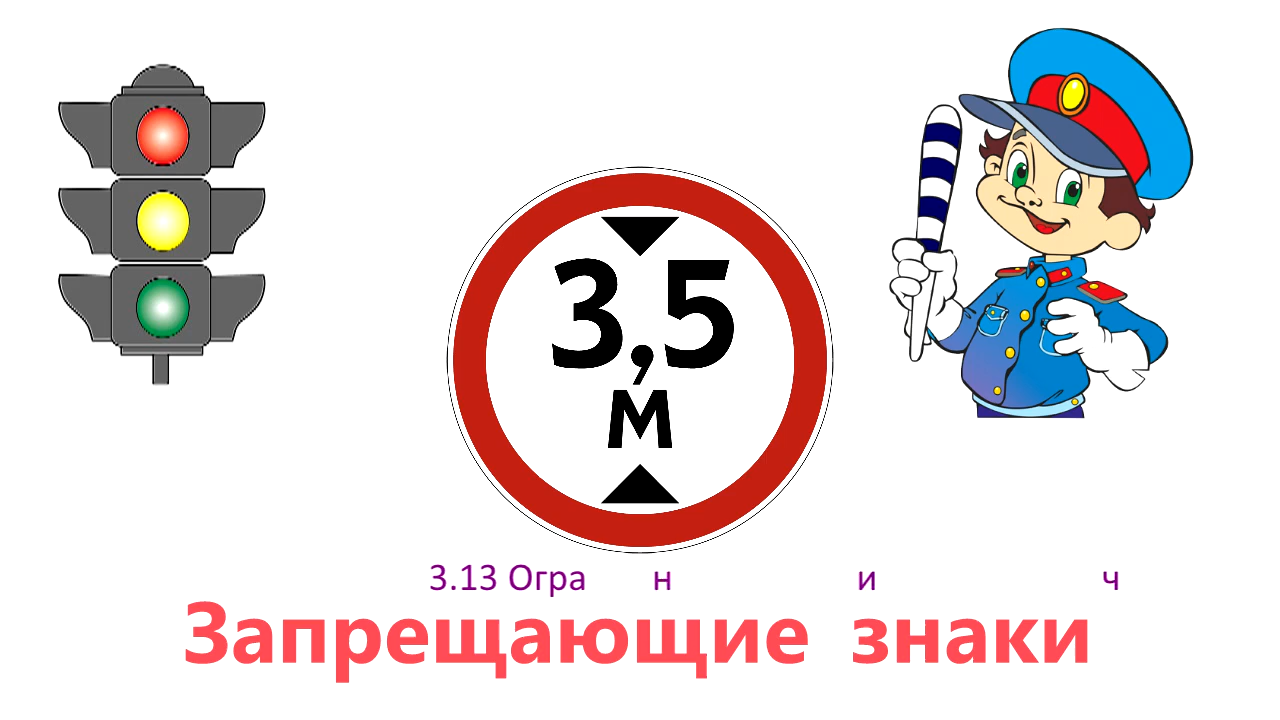 3,5
м
3.13 Огра н и ч
Запрещающие знаки